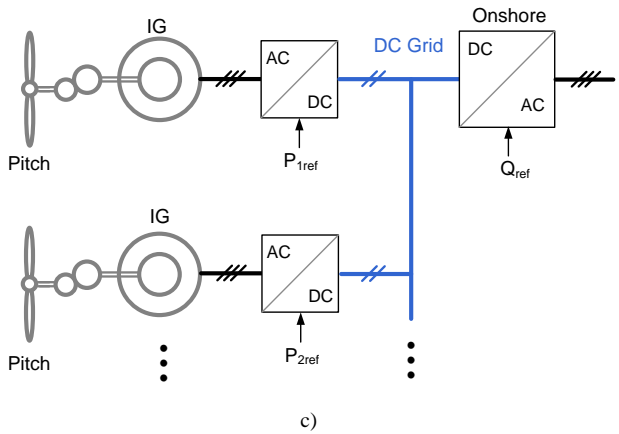 Onshore
IG
DC Grid
AC
DC
DC
AC
Pitch
P1ref
Qref
IG
AC
DC
Pitch
P2ref
c)